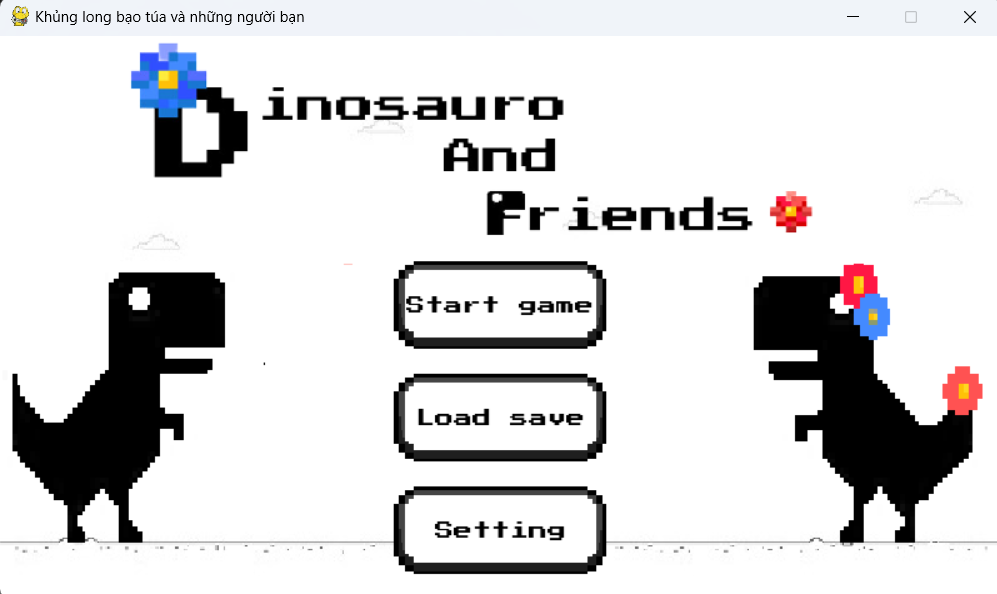 Khủng long bạo túa và những người bạn
Dinosauro
And
Friends
Start game
Load save
Setting